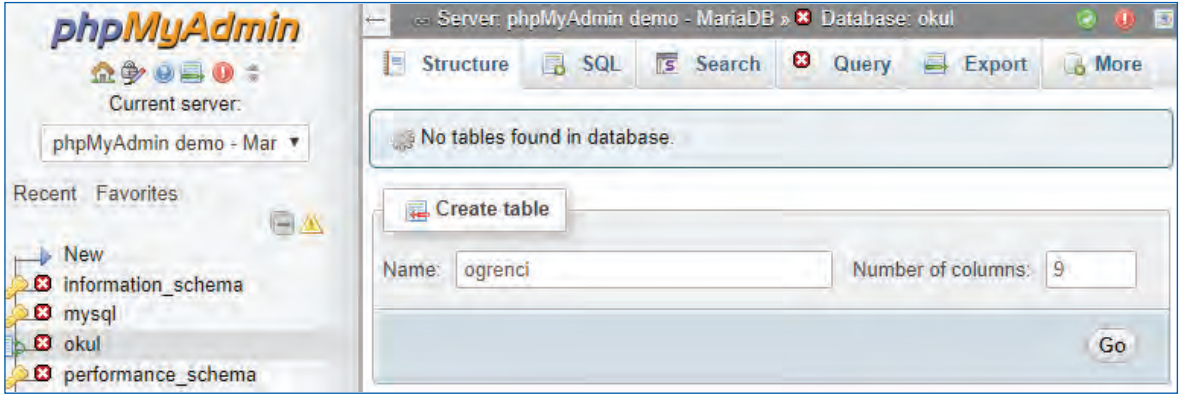 phpMyAdmin
Current server:
phpMyAdmin demo - Mar
Recent Favorites
New
information_schema
mysql
okul
performance_schema
Server: phpMyAdmin demo - MariaDB » Database: okul
Structure SQL Search Query Export More
No tables found in database.
Create table
Name: ogrenci Number of columns: 9
Go